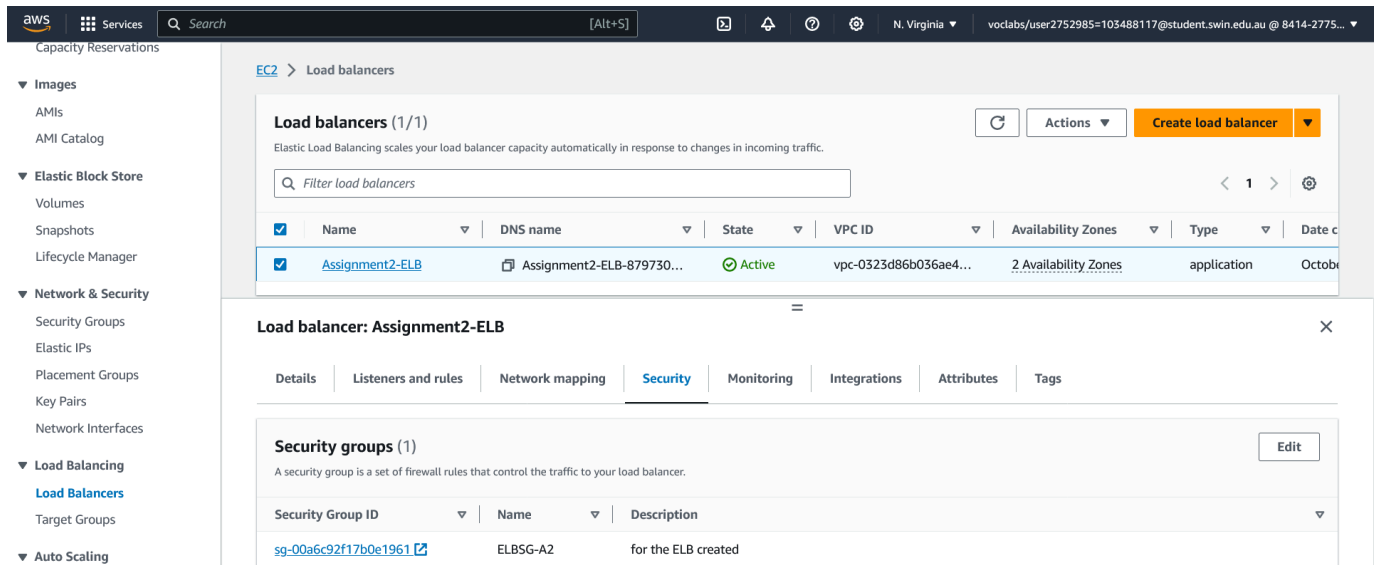 aws Services Search [Alt+S] N. Virginia voclabs/user2752985=103488117@student.swin.edu.au @ 8414-2775...
Capacity Reservations
Images
AMIs
AMI Catalog
Elastic Block Store
Volumes
Snapshots
Lifecycle Manager
Network & Security
Security Groups
Elastic IPs
Placement Groups
Key Pairs
Network Interfaces
Load Balancing
Load Balancers
Target Groups
Auto Scaling
EC2 > Load balancers
Load balancers (1/1) Actions Create load balancer
Elastic Load Balancing scales your load balancer capacity automatically in response to changes in incoming traffic.
Filter load balancers 1
Name DNS name State VPC ID Availability Zones Type Date c
Assignment2-ELB Assignment2-ELB-879730... Active vpc-0323d86b036ae4... 2 Availability Zones application Octobe
Load balancer: Assignment2-ELB
Details Listeners and rules Network mapping Security Monitoring Integrations Attributes Tags
Security groups (1) Edit
A security group is a set of firewall rules that control the traffic to your load balancer.
Security Group ID Name Description
sg-00a6c92f17b0e1961 ELBSG-A2 for the ELB created